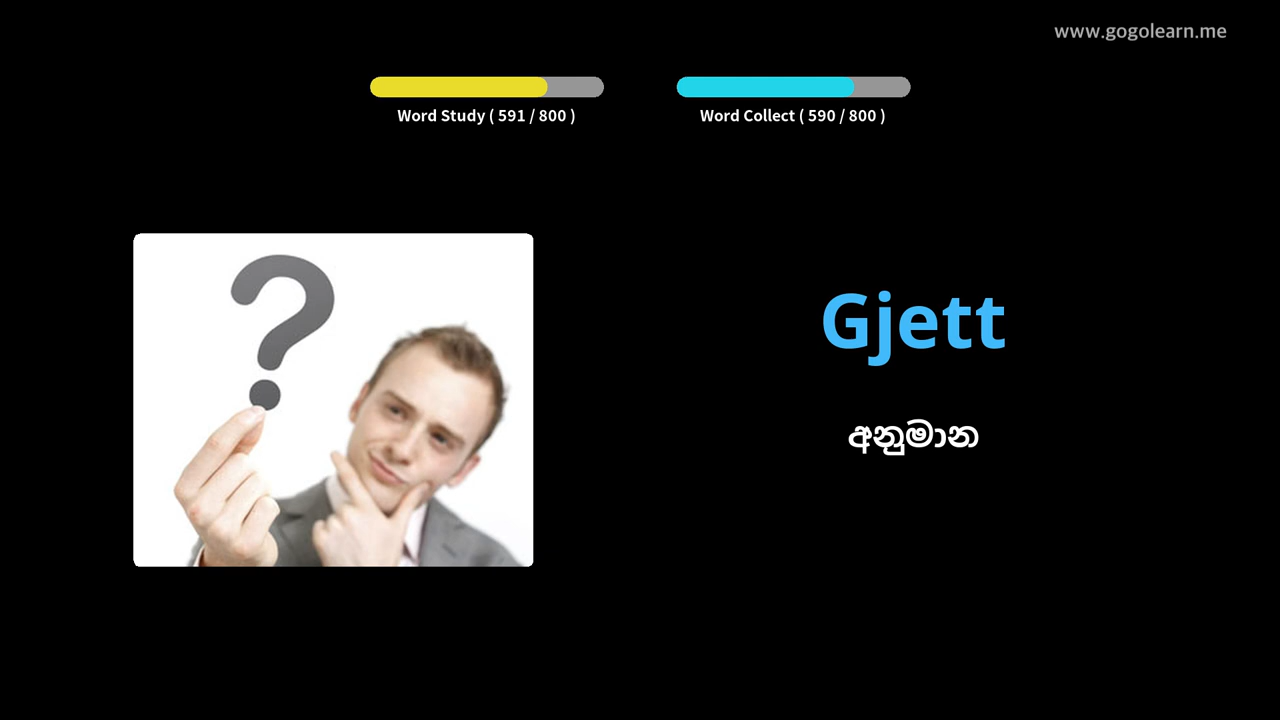 www.gogolearn.me
Word Study ( 591 / 800 )
Word Collect ( 590 / 800 )
?
Gjett
අනුමාන